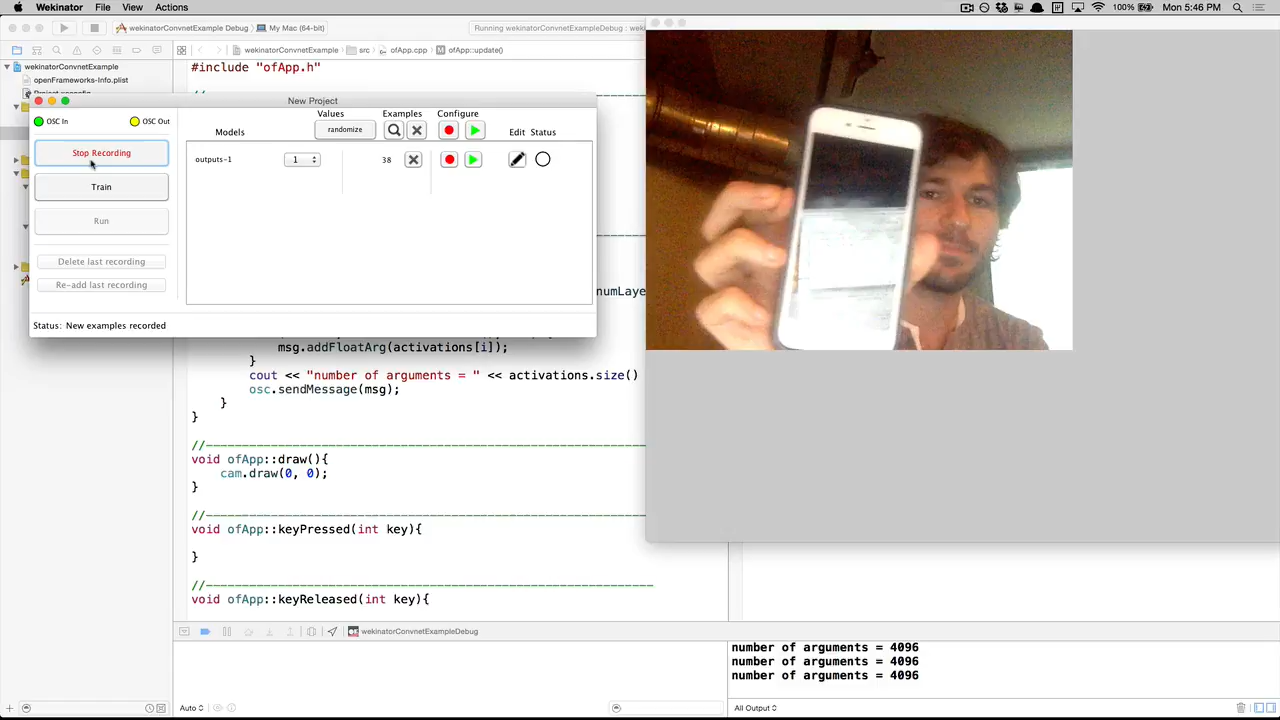 Wekinator File View Actions
100% Mon 5:46 PM
wekinatorConvnetExample Debug My Mac (64-bit)
Running wekinatorConvnetExampleDebug : we
wekinatorConvnetExample
openFrameworks-Info.plist
Project.xcconfig
wekinatorConvnetExample src ofApp.cpp ofApp::update()
#include "ofApp.h"
New Project
OSC In OSC Out
Stop Recording
Train
Run
Delete last recording
Re-add last recording
Status: New examples recorded
Models
Values
randomize
Examples
Configure
Edit Status
outputs-1 1 38
numLaye
msg.addFloatArg(activations[i]);
}
cout << "number of arguments = " << activations.size()
osc.sendMessage(msg);
}
}
//
void ofApp::draw(){
cam.draw(0, 0);
}
//
void ofApp::keyPressed(int key){
}
//
void ofApp::keyReleased(int key){
wekinatorConvnetExampleDebug
number of arguments = 4096
number of arguments = 4096
number of arguments = 4096
Auto
All Output